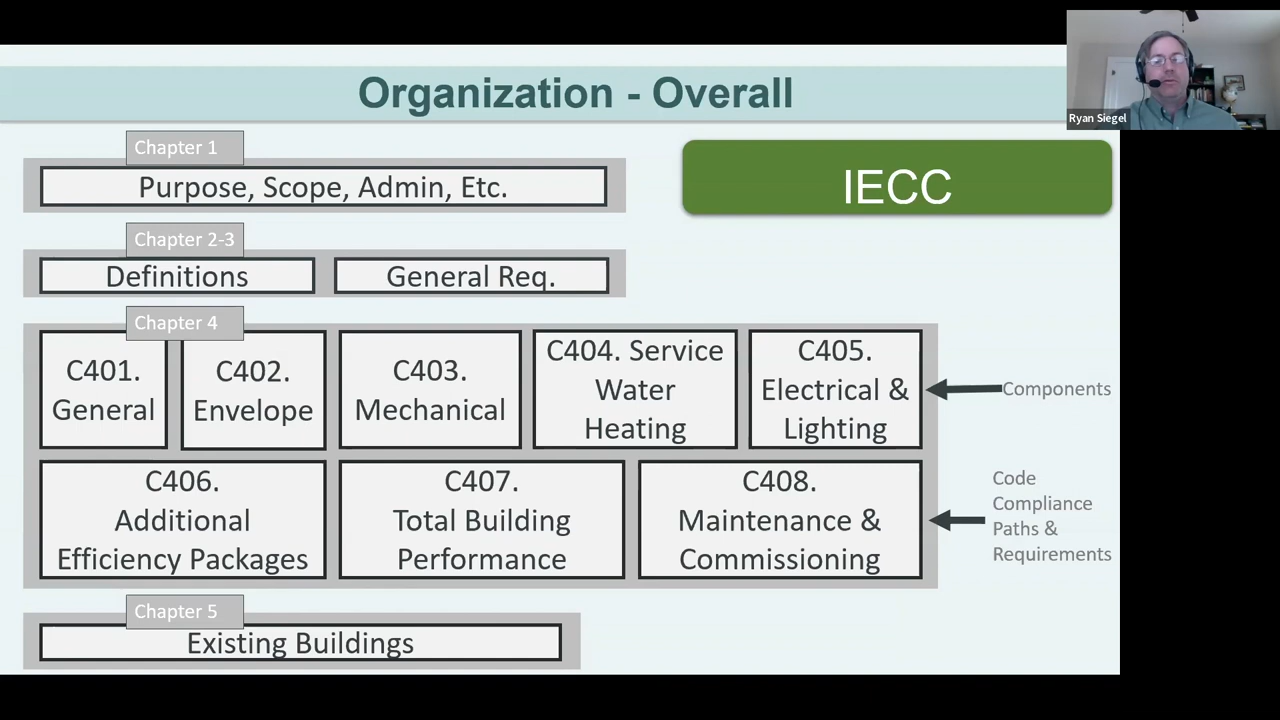 Organization - Overall
Ryan Siegel
Chapter 1
Purpose, Scope, Admin, Etc.
IECC
Chapter 2-3
Definitions
General Req.
Chapter 4
C401.
General
C402.
Envelope
C403.
Mechanical
C404. Service
Water
Heating
C405.
Electrical &
Lighting
Components
C406.
Additional
Efficiency Packages
C407.
Total Building
Performance
C408.
Maintenance &
Commissioning
Code
Compliance
Paths &
Requirements
Chapter 5
Existing Buildings